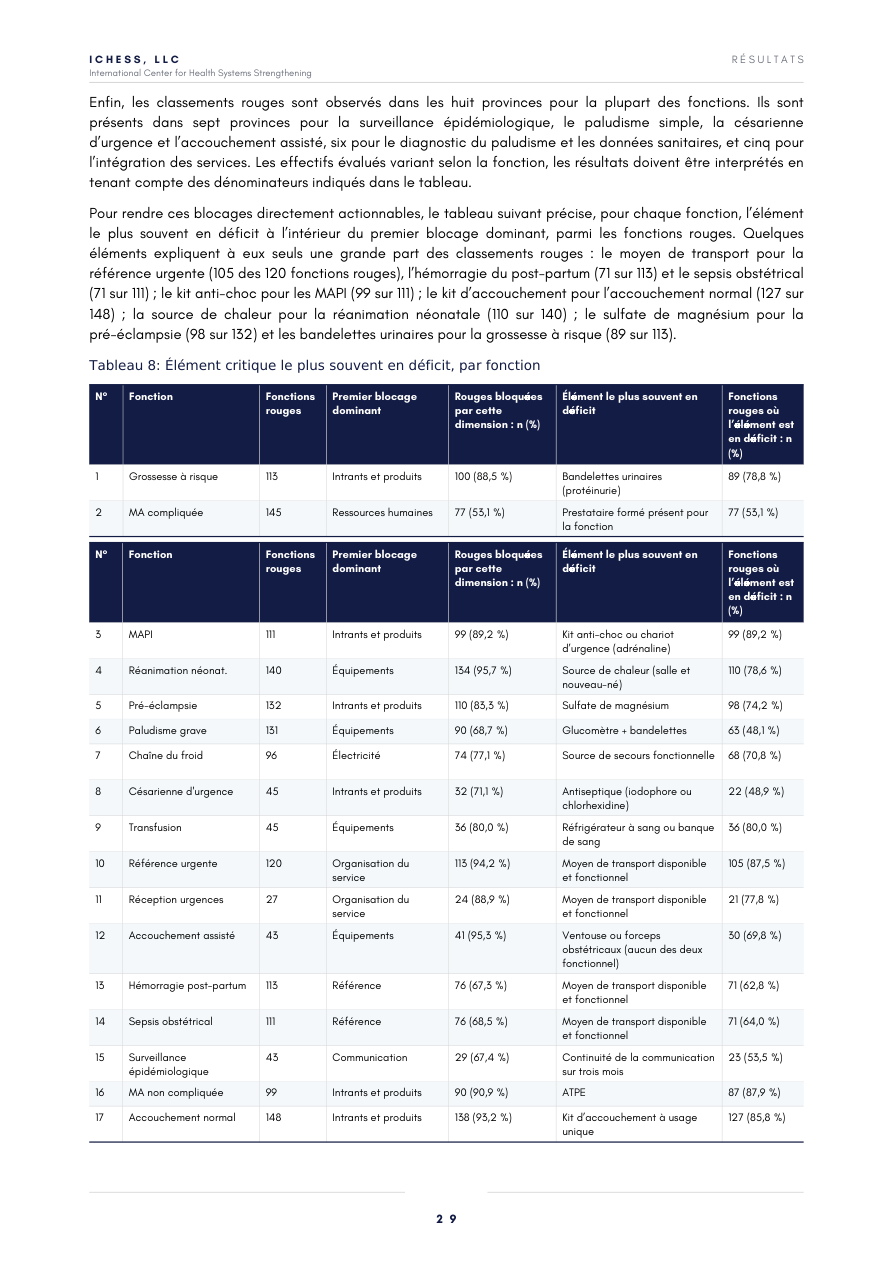 ICHESS, LLC
RÉSULTATS
International Center for Health Systems Strengthening
Enfin, les classements rouges sont observés dans les huit provinces pour la plupart des fonctions. Ils sont
présents dans sept provinces pour la surveillance épidémiologique, le paludisme simple, la césarienne
d’urgence et l’accouchement assisté, six pour le diagnostic du paludisme et les données sanitaires, et cinq pour
l’intégration des services. Les effectifs évalués variant selon la fonction, les résultats doivent être interprétés en
tenant compte des dénominateurs indiqués dans le tableau.
Pour rendre ces blocages directement actionnables, le tableau suivant précise, pour chaque fonction, l’élément
le plus souvent en déficit à l’intérieur du premier blocage dominant, parmi les fonctions rouges. Quelques
éléments expliquent à eux seuls une grande part des classements rouges : le moyen de transport pour la
référence urgente (105 des 120 fonctions rouges), l’hémorragie du post-partum (71 sur 113) et le sepsis obstétrical
(71 sur 111) ; le kit anti-choc pour les MAPI (99 sur 111) ; le kit d’accouchement pour l’accouchement normal (127 sur
148) ; la source de chaleur pour la réanimation néonatale (110 sur 140) ; le sulfate de magnésium pour la
pré-éclampsie (98 sur 132) et les bandelettes urinaires pour la grossesse à risque (89 sur 113).
Tableau 8: Élément critique le plus souvent en déficit, par fonction
N° Fonction Fonctions rouges Premier blocage dominant Rouges bloquées par cette dimension : n (%) Élément le plus souvent en déficit Fonctions rouges où l’élément est en déficit : n (%)
1 Grossesse à risque 113 Intrants et produits 100 (88,5 %) Bandelettes urinaires (protéinurie) 89 (78,8 %)
2 MA compliquée 145 Ressources humaines 77 (53,1 %) Prestataire formé présent pour la fonction 77 (53,1 %)
N° Fonction Fonctions rouges Premier blocage dominant Rouges bloquées par cette dimension : n (%) Élément le plus souvent en déficit Fonctions rouges où l’élément est en déficit : n (%)
3 MAPI 111 Intrants et produits 99 (89,2 %) Kit anti-choc ou chariot d’urgence (adrénaline) 99 (89,2 %)
4 Réanimation néonat. 140 Équipements 134 (95,7 %) Source de chaleur (salle et nouveau-né) 110 (78,6 %)
5 Pré-éclampsie 132 Intrants et produits 110 (83,3 %) Sulfate de magnésium 98 (74,2 %)
6 Paludisme grave 131 Équipements 90 (68,7 %) Glucomètre + bandelettes 63 (48,1 %)
7 Chaîne du froid 96 Électricité 74 (77,1 %) Source de secours fonctionnelle 68 (70,8 %)
8 Césarienne d’urgence 45 Intrants et produits 32 (71,1 %) Antiseptique (iodophore ou chlorhexidine) 22 (48,9 %)
9 Transfusion 45 Équipements 36 (80,0 %) Réfrigérateur à sang ou banque de sang 36 (80,0 %)
10 Référence urgente 120 Organisation du service 113 (94,2 %) Moyen de transport disponible et fonctionnel 105 (87,5 %)
11 Réception urgences 27 Organisation du service 24 (88,9 %) Moyen de transport disponible et fonctionnel 21 (77,8 %)
12 Accouchement assisté 43 Équipements 41 (95,3 %) Ventouse ou forceps obstétricaux (aucun des deux fonctionnel) 30 (69,8 %)
13 Hémorragie post-partum 113 Référence 76 (67,3 %) Moyen de transport disponible et fonctionnel 71 (62,8 %)
14 Sepsis obstétrical 111 Référence 76 (68,5 %) Moyen de transport disponible et fonctionnel 71 (64,0 %)
15 Surveillance épidémiologique 43 Communication 29 (67,4 %) Continuité de la communication sur trois mois 23 (53,5 %)
16 MA non compliquée 99 Intrants et produits 90 (90,9 %) ATPE 87 (87,9 %)
17 Accouchement normal 148 Intrants et produits 138 (93,2 %) Kit d’accouchement à usage unique 127 (85,8 %)
29